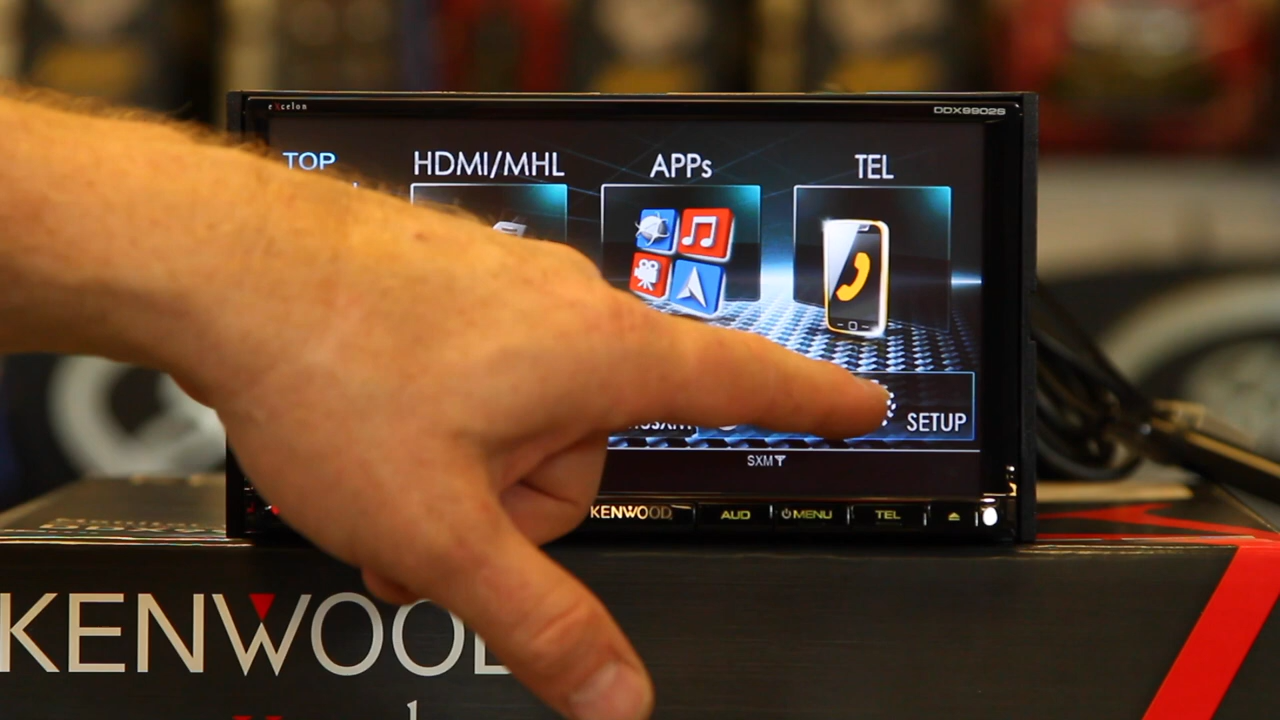 eXcelon
DDX9902S
TOP
HDMI/MHL
APPs
TEL
SETUP
SXM
KENWOOD
AUD
MENU
TEL
KENWOO